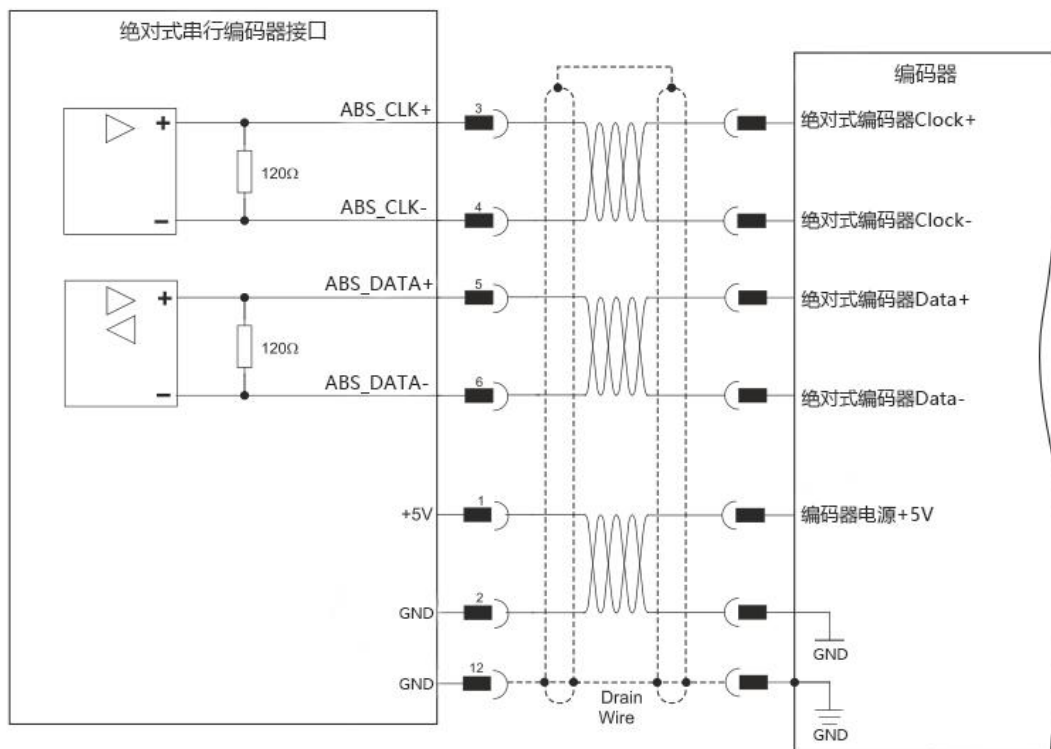 绝对式串行编码器接口
编码器
+
ABS_CLK+
3
绝对式编码器Clock+
120Ω
−
ABS_CLK-
4
绝对式编码器Clock-
+
ABS_DATA+
5
绝对式编码器Data+
120Ω
−
ABS_DATA-
6
绝对式编码器Data-
+5V
1
编码器电源+5V
GND
2
GND
GND
12
Drain
Wire
GND